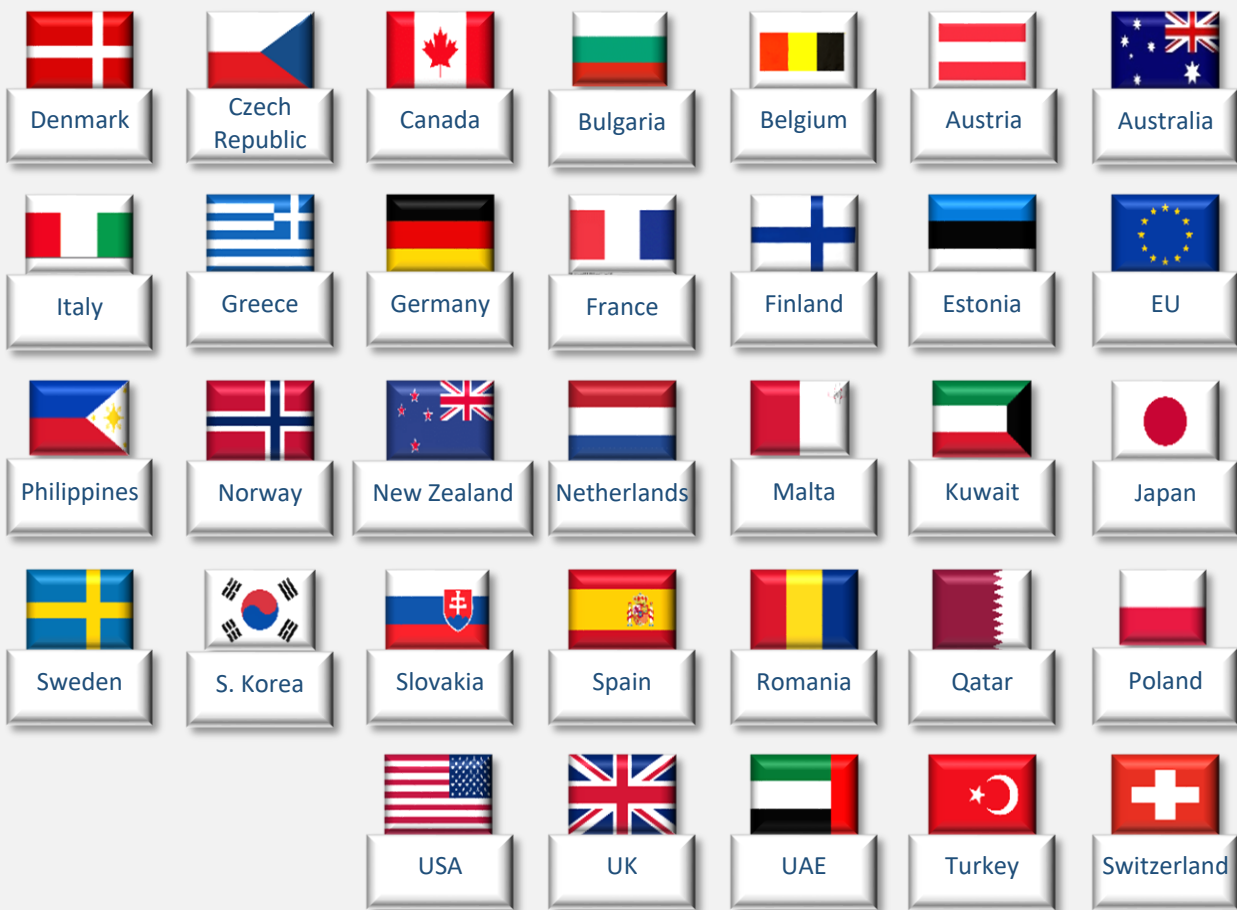 Denmark
Czech
Republic
Canada
Bulgaria
Belgium
Austria
Australia
Italy
Greece
Germany
France
Finland
Estonia
EU
Philippines
Norway
New Zealand
Netherlands
Malta
Kuwait
Japan
Sweden
S. Korea
Slovakia
Spain
Romania
Qatar
Poland
USA
UK
UAE
Turkey
Switzerland